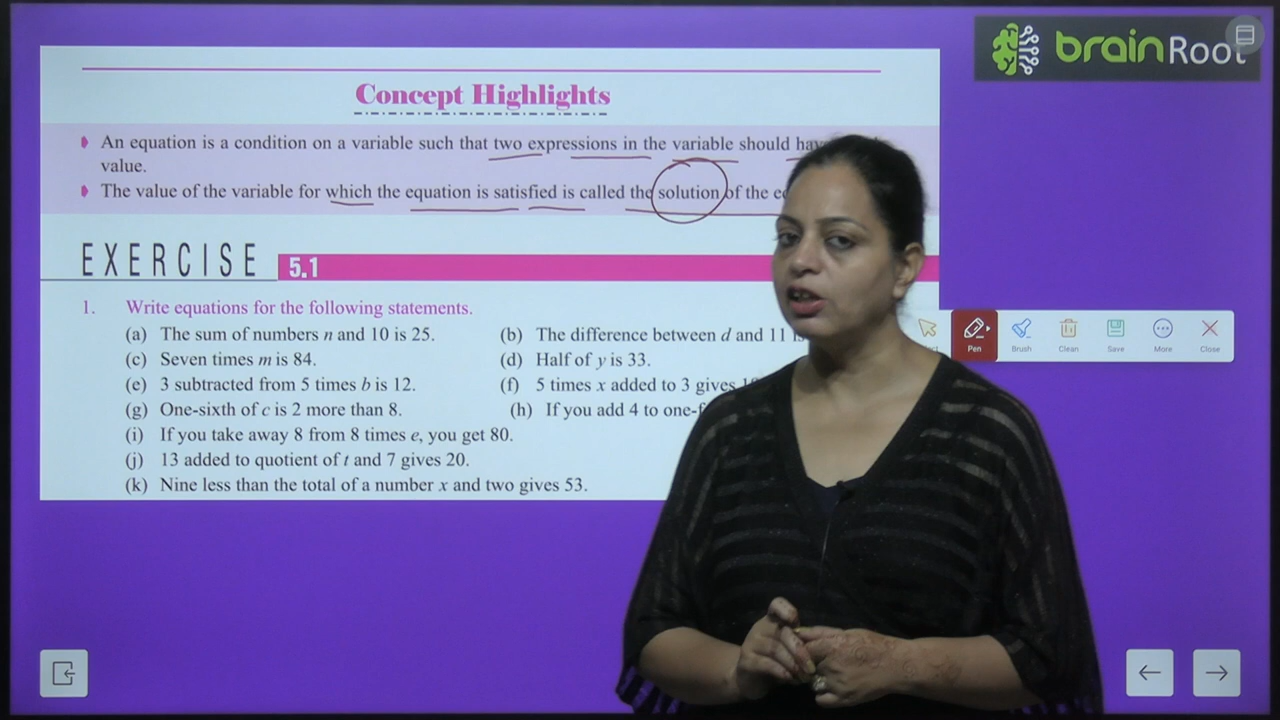 brainRoot
Concept Highlights
An equation is a condition on a variable such that two expressions in the variable should
value.
The value of the variable for which the equation is satisfied is called the solution of the
EXERCISE 5.1
1. Write equations for the following statements.
(a) The sum of numbers n and 10 is 25. (b) The difference between d and 11
(c) Seven times m is 84. (d) Half of y is 33.
(e) 3 subtracted from 5 times b is 12. (f) 5 times x added to 3 gives
(g) One-sixth of c is 2 more than 8. (h) If you add 4 to
(i) If you take away 8 from 8 times e, you get 80.
(j) 13 added to quotient of t and 7 gives 20.
(k) Nine less than the total of a number x and two gives 53.
Pen Brush Clean Save More Close